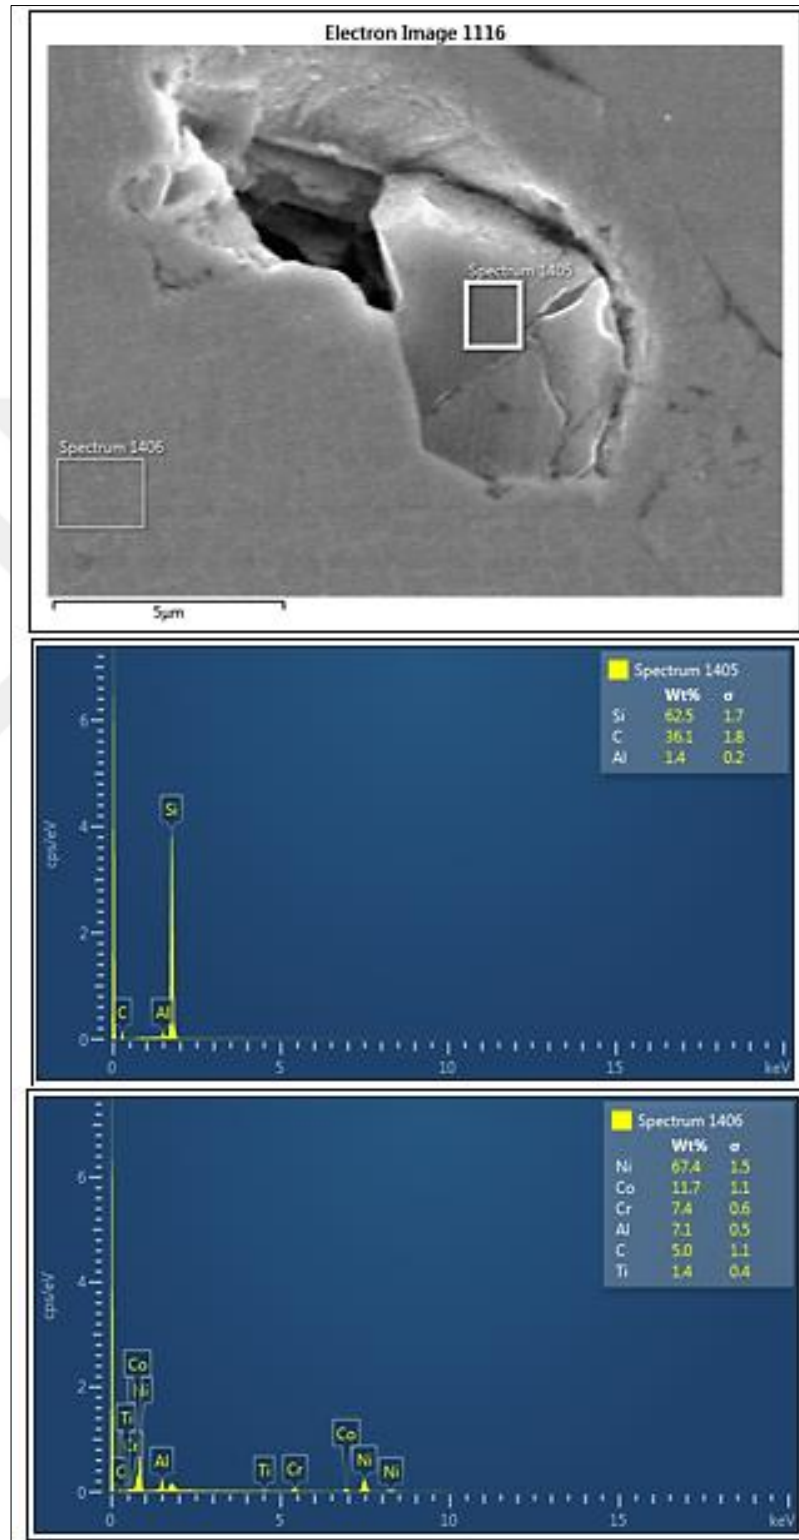 Electron Image 1116
Spectrum 1405
Spectrum 1406
5µm
Spectrum 1405
Wt% σ
Si 62.5 1.7
C 36.1 1.8
Al 1.4 0.2
cps/eV
6
4
2
0
Si
C Al
0 5 10 15 keV
Spectrum 1406
Wt% σ
Ni 67.4 1.5
Co 11.7 1.1
Cr 7.4 0.6
Al 7.1 0.5
C 5.0 1.1
Ti 1.4 0.4
cps/eV
6
4
2
0
Co
Ni
Ti
Cr
C Al Ti Cr Co Ni Ni
0 5 10 15 keV